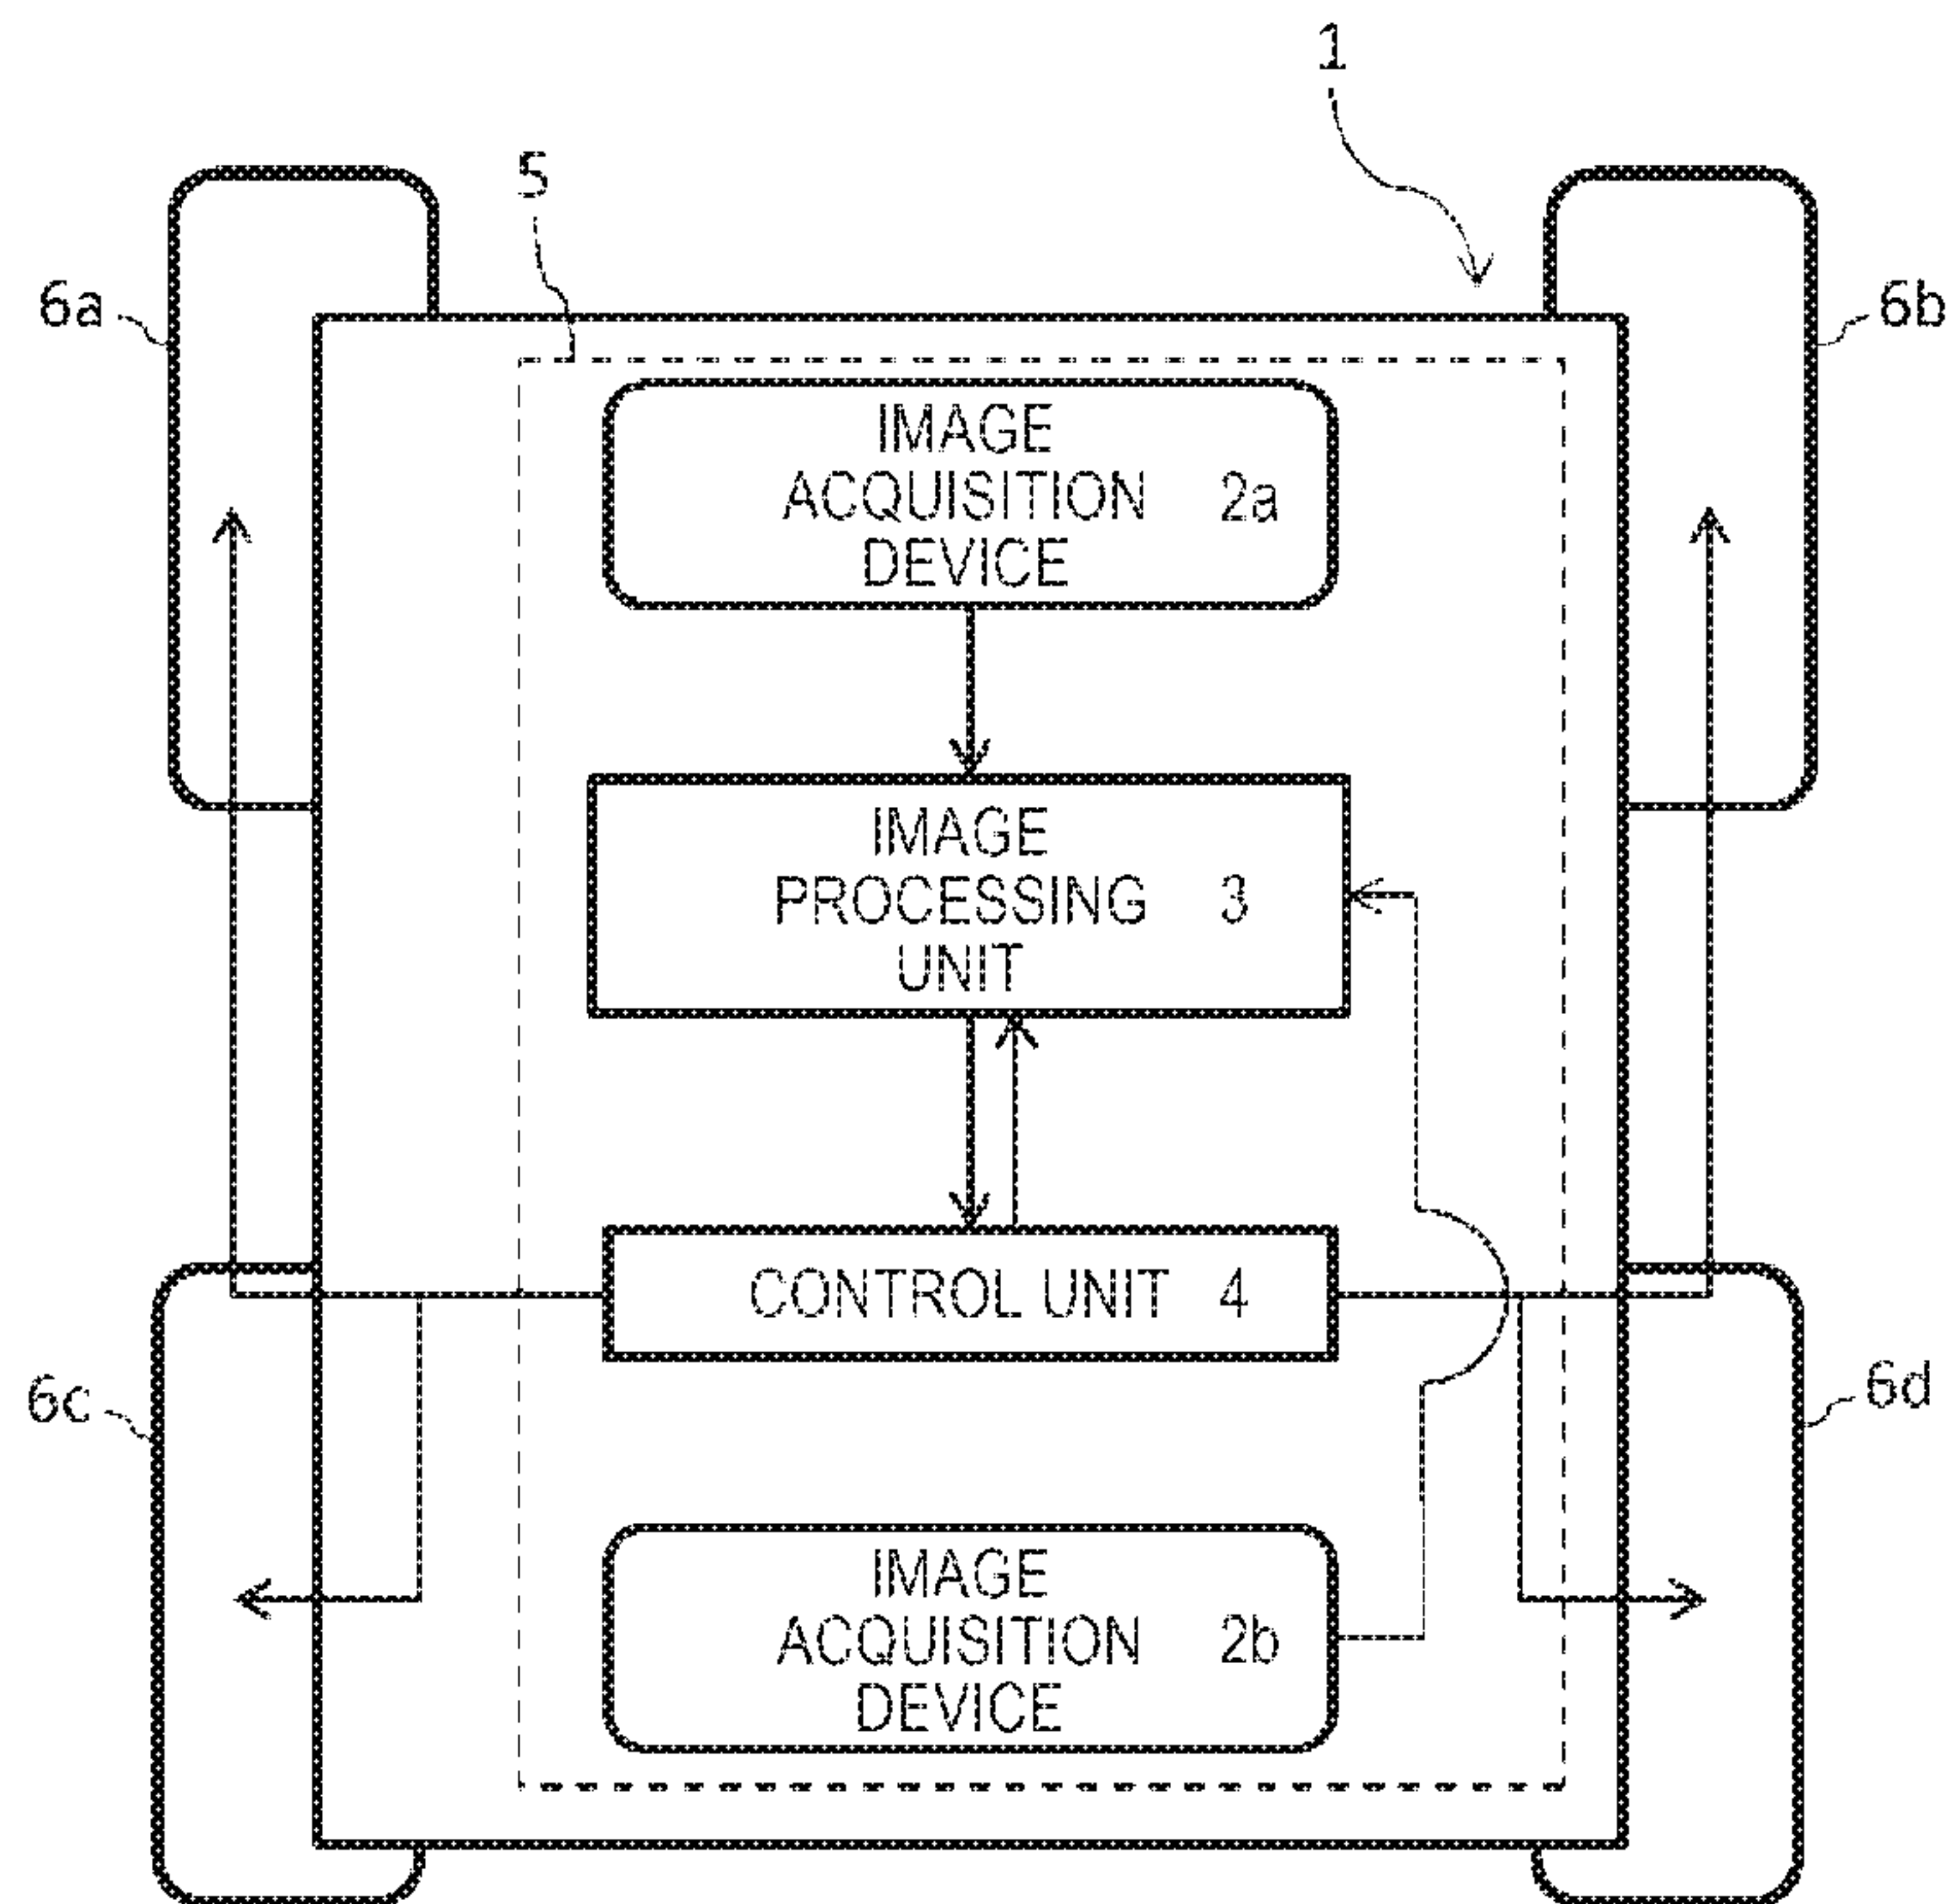 1
5
6a
6b
IMAGE
ACQUISITION 2a
DEVICE
IMAGE
PROCESSING 3
UNIT
CONTROL UNIT 4
6c
6d
IMAGE
ACQUISITION 2b
DEVICE